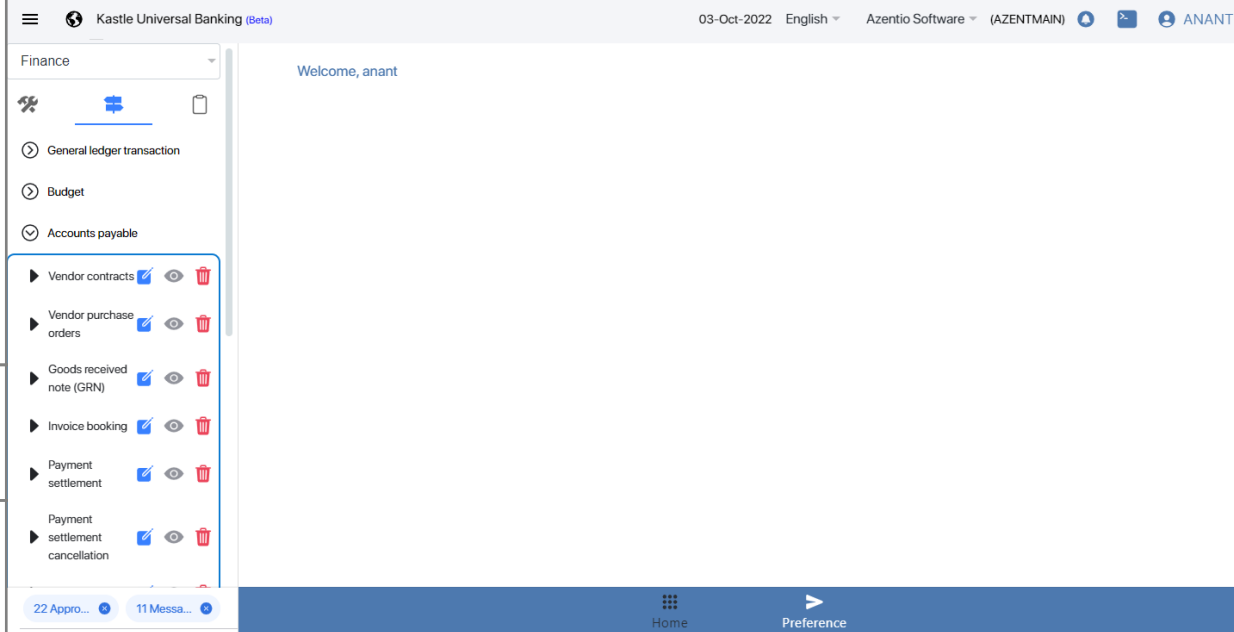 Kastle Universal Banking (Beta)
03-Oct-2022 English Azentio Software (AZENTMAIN) ANANT
Finance
Welcome, anant
General ledger transaction
Budget
Accounts payable
Vendor contracts
Vendor purchase
orders
Goods received
note (GRN)
Invoice booking
Payment
settlement
Payment
settlement
cancellation
22 Appro...
11 Messa...
Home
Preference